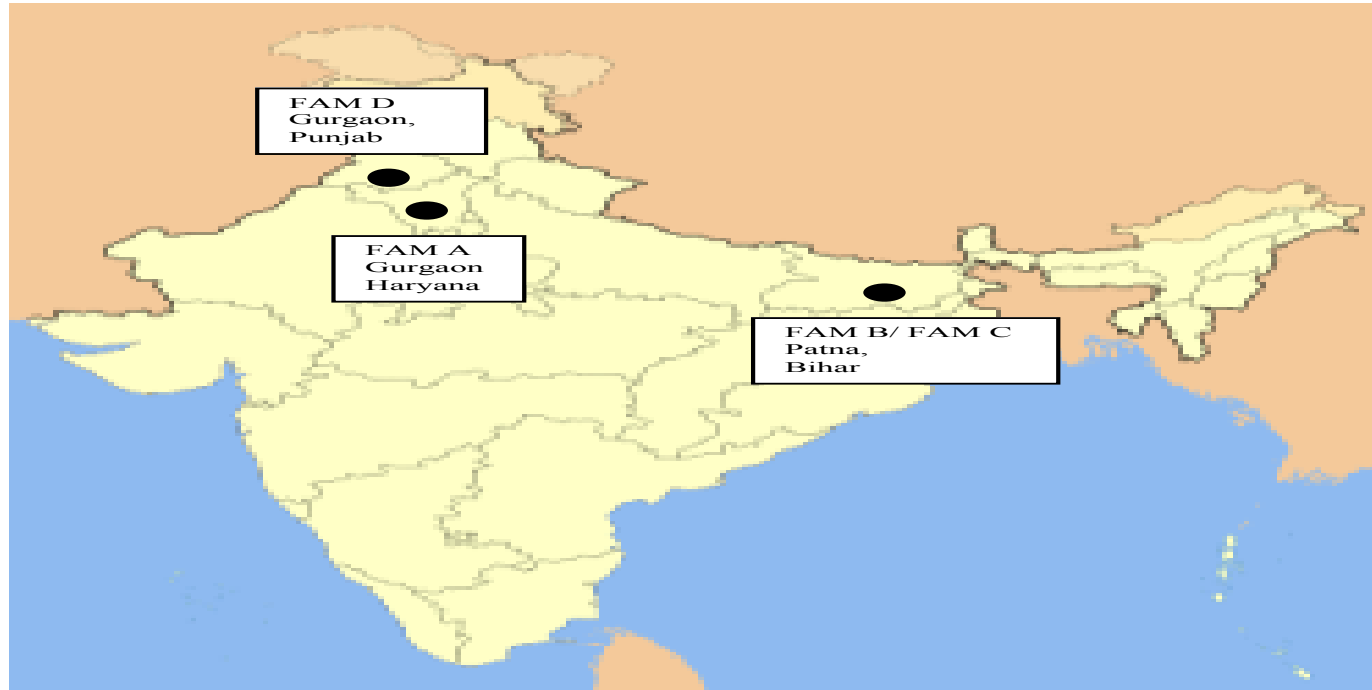 FAM D
Gurgaon,
Punjab
FAM A
Gurgaon
Haryana
FAM B/ FAM C
Patna,
Bihar